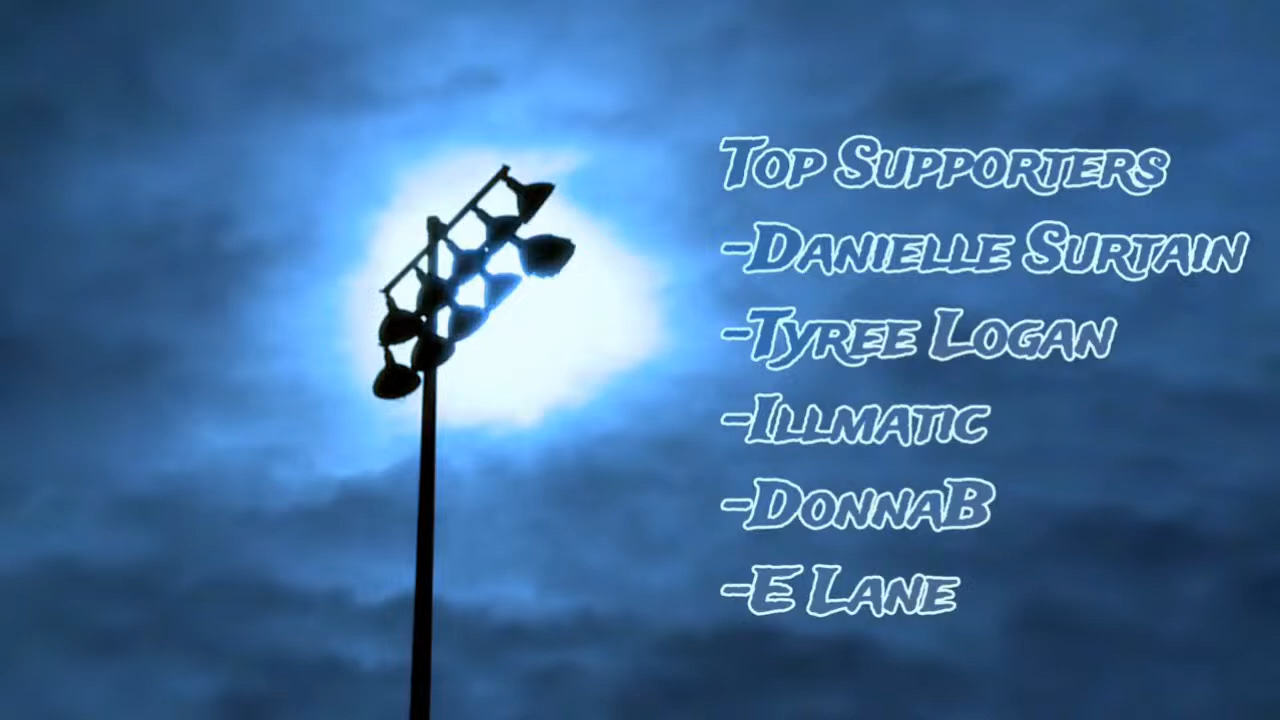 Top Supporters
-Danielle Surtain
-Tyree Logan
-Illmatic
-DonnaB
-E Lane